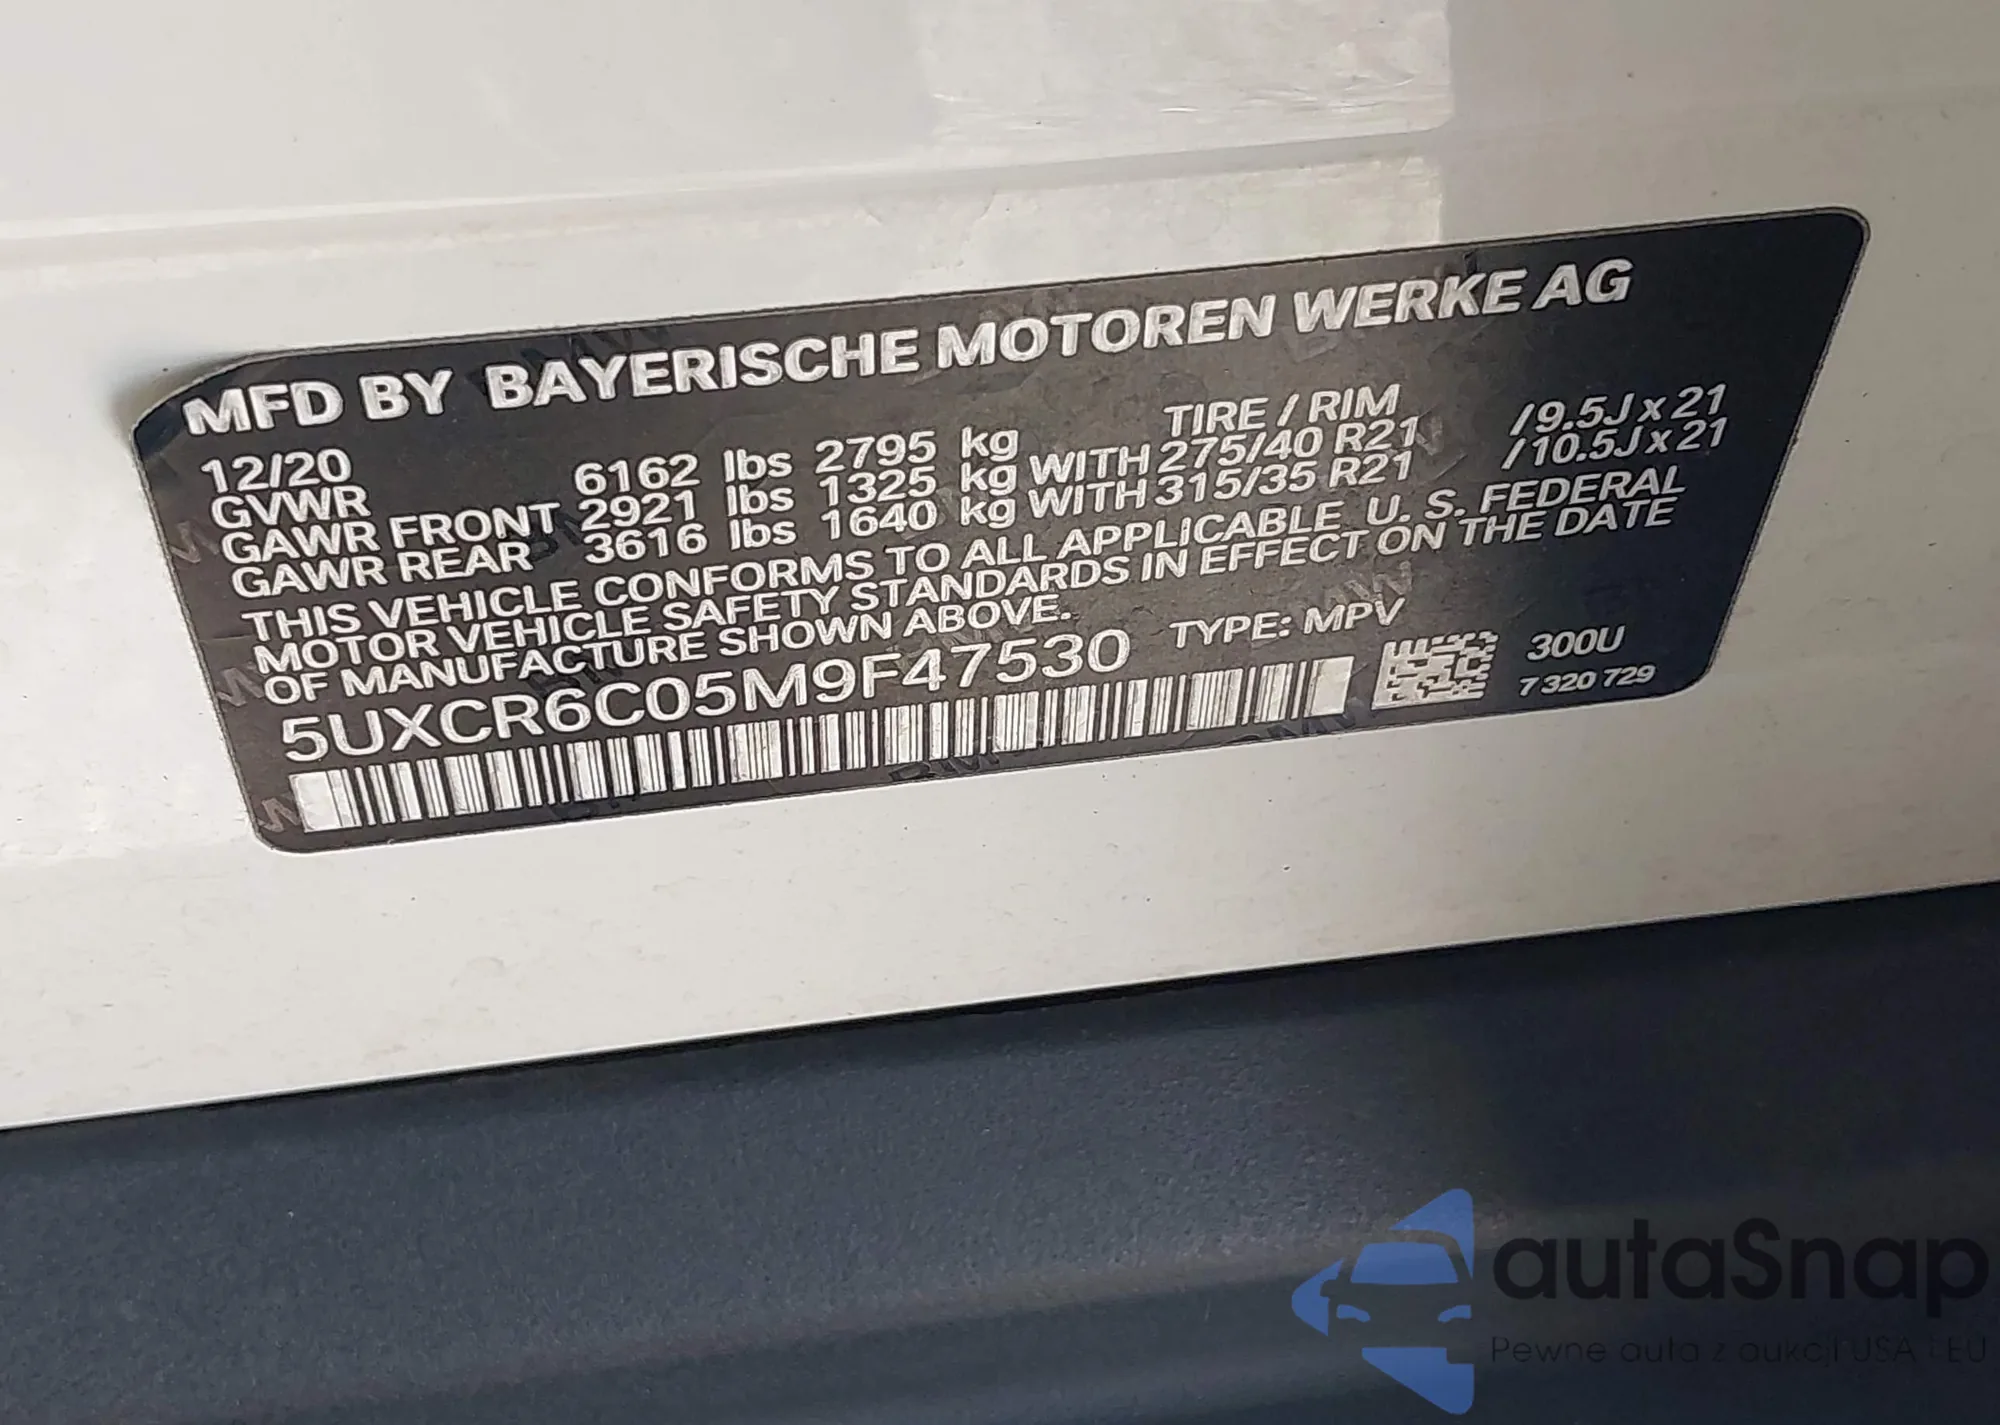 MFD BY BAYERISCHE MOTOREN WERKE AG
12/20 TIRE / RIM
GVWR 6162 lbs 2795 kg
GAWR FRONT 2921 lbs 1325 kg WITH 275/40 R21 /9.5J x 21
GAWR REAR 3616 lbs 1640 kg WITH 315/35 R21 /10.5J x 21
THIS VEHICLE CONFORMS TO ALL APPLICABLE U. S. FEDERAL
MOTOR VEHICLE SAFETY STANDARDS IN EFFECT ON THE DATE
OF MANUFACTURE SHOWN ABOVE.
5UXCR6C05M9F47530 TYPE: MPV
300U
7 320 729
autaSnap
Pewne auta z aukcji USA i EU